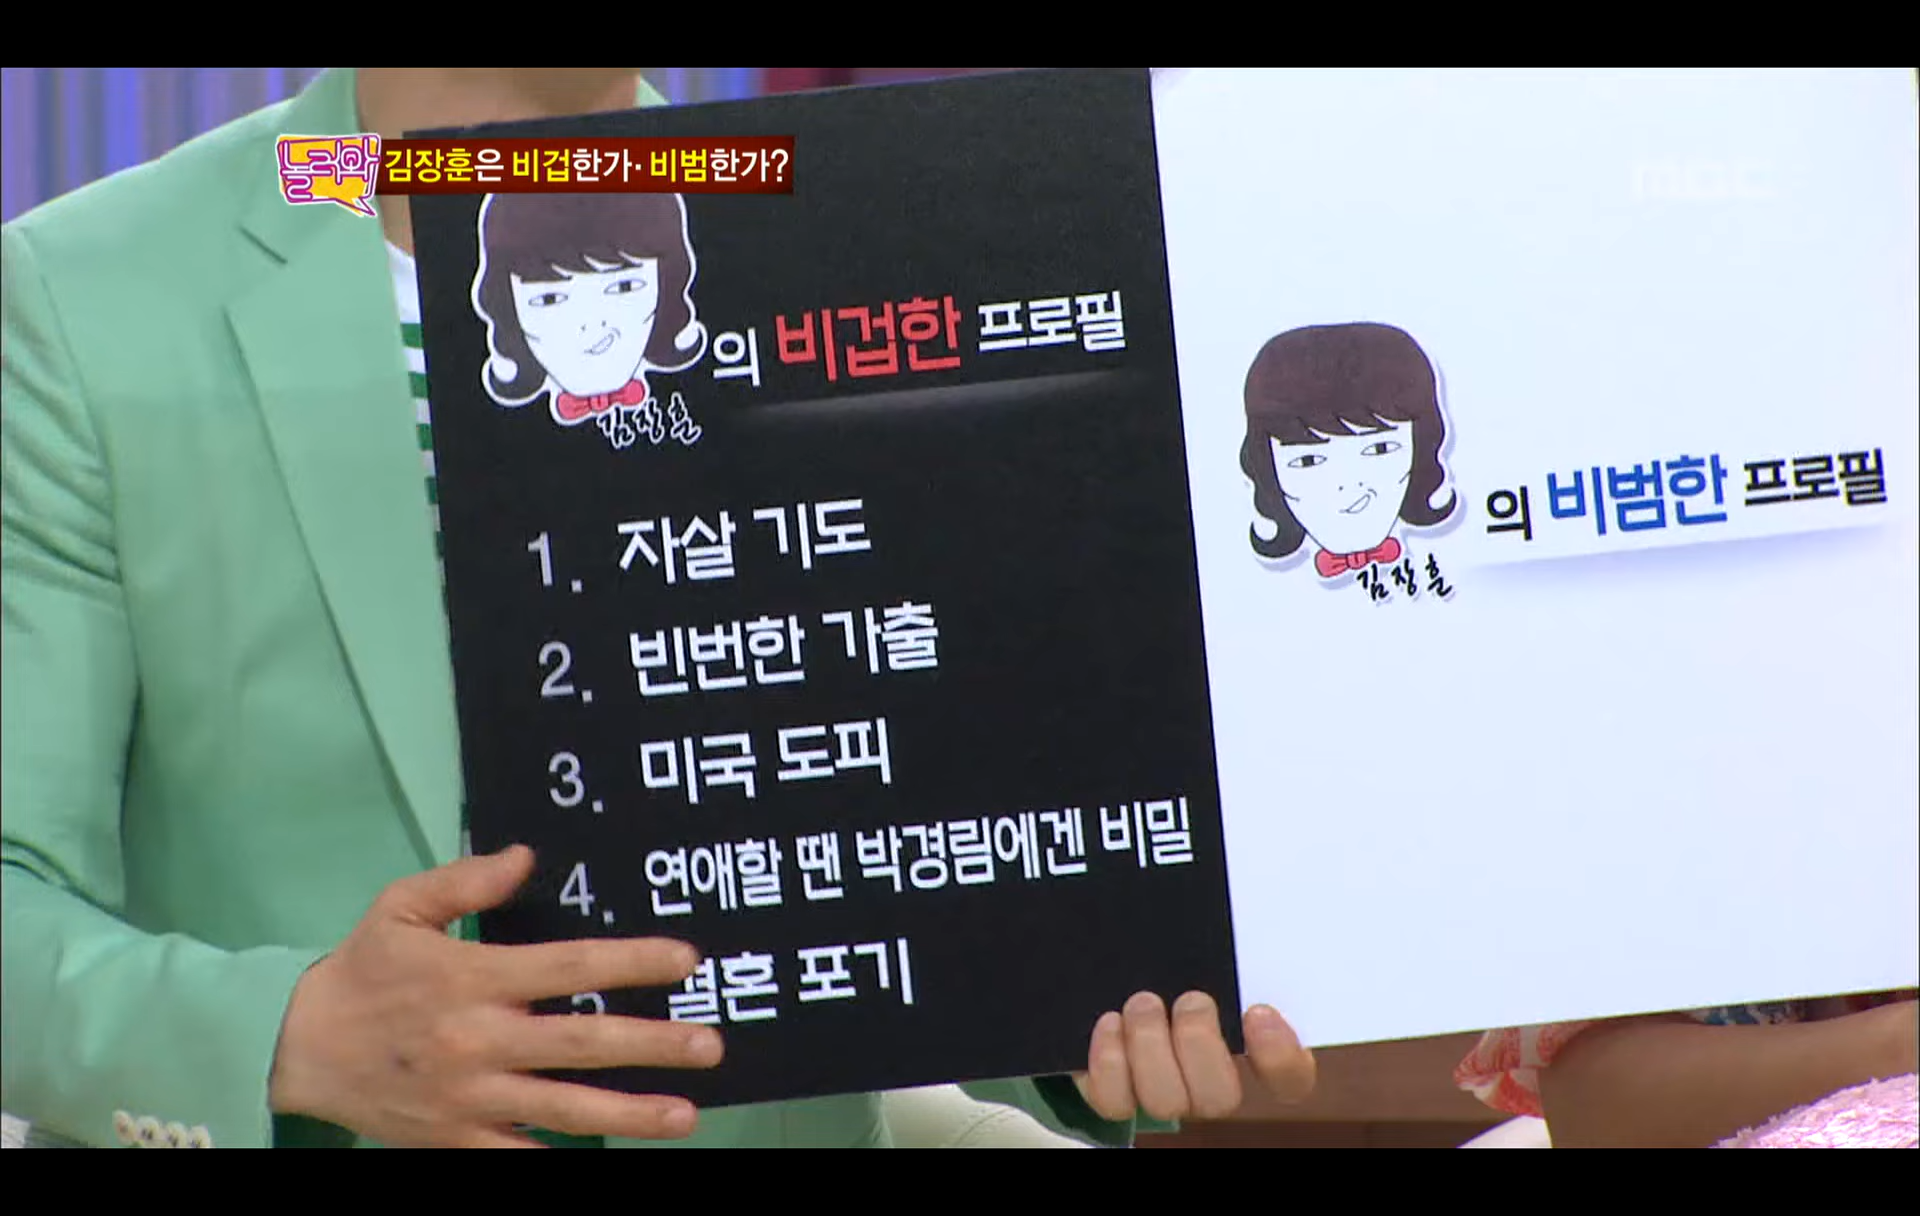 놀러와
김장훈은 비겁한가·비범한가?
mbc
의 비겁한 프로필
김장훈
1. 자살 기도
2. 빈번한 가출
3. 미국 도피
4. 연애할 땐 박경림에겐 비밀
5 결혼 포기
의 비범한 프로필
김장훈